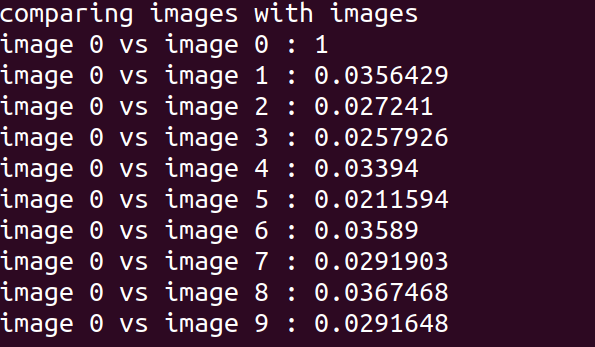 comparing images with images
image 0 vs image 0 : 1
image 0 vs image 1 : 0.0356429
image 0 vs image 2 : 0.027241
image 0 vs image 3 : 0.0257926
image 0 vs image 4 : 0.03394
image 0 vs image 5 : 0.0211594
image 0 vs image 6 : 0.03589
image 0 vs image 7 : 0.0291903
image 0 vs image 8 : 0.0367468
image 0 vs image 9 : 0.0291648